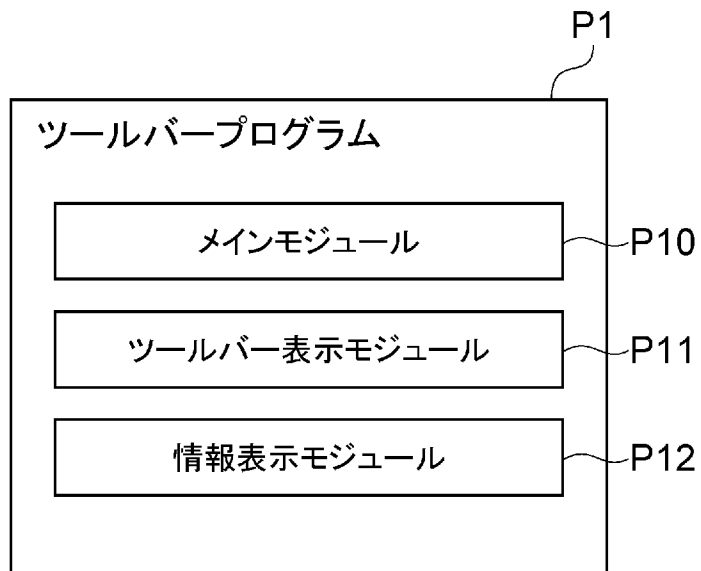 P1
ツールバープログラム
メインモジュール
P10
ツールバー表示モジュール
P11
情報表示モジュール
P12